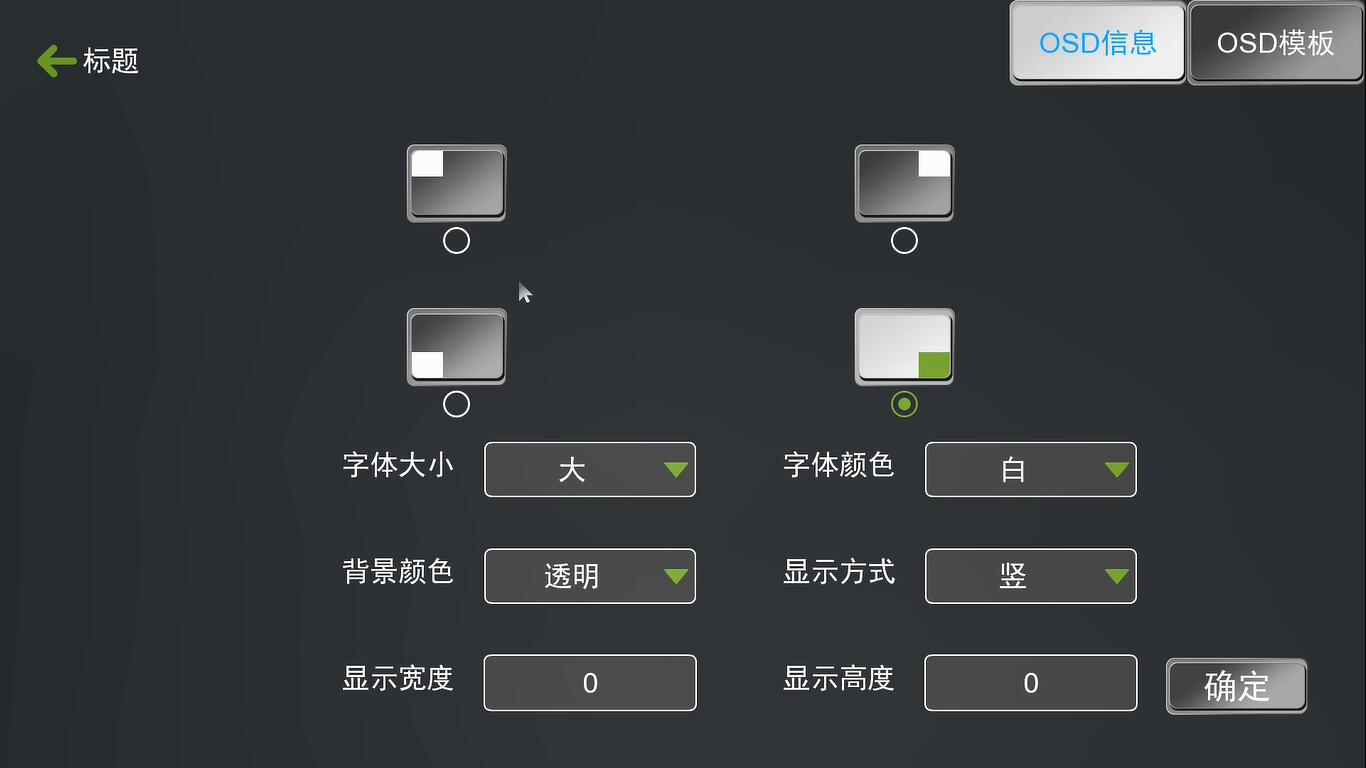 标题
OSD信息
OSD模板
字体大小 大
字体颜色 白
背景颜色 透明
显示方式 竖
显示宽度 0
显示高度 0
确定